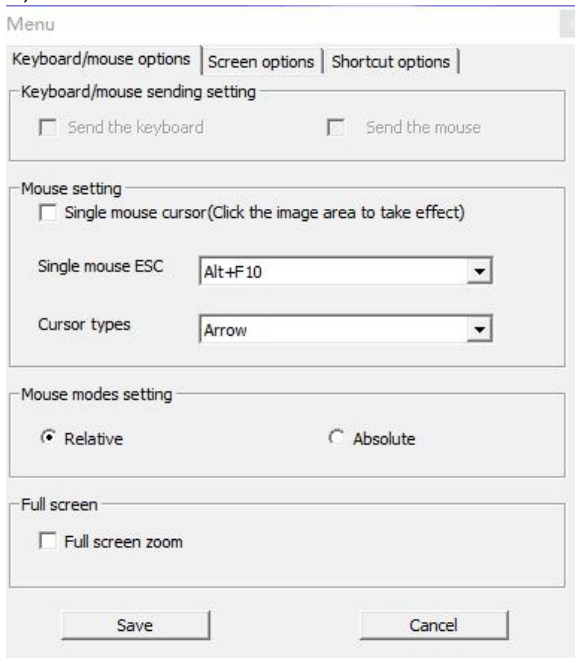 Menu
Keyboard/mouse options Screen options Shortcut options
Keyboard/mouse sending setting
Send the keyboard Send the mouse
Mouse setting
Single mouse cursor(Click the image area to take effect)
Single mouse ESC Alt+F10
Cursor types Arrow
Mouse modes setting
Relative Absolute
Full screen
Full screen zoom
Save Cancel